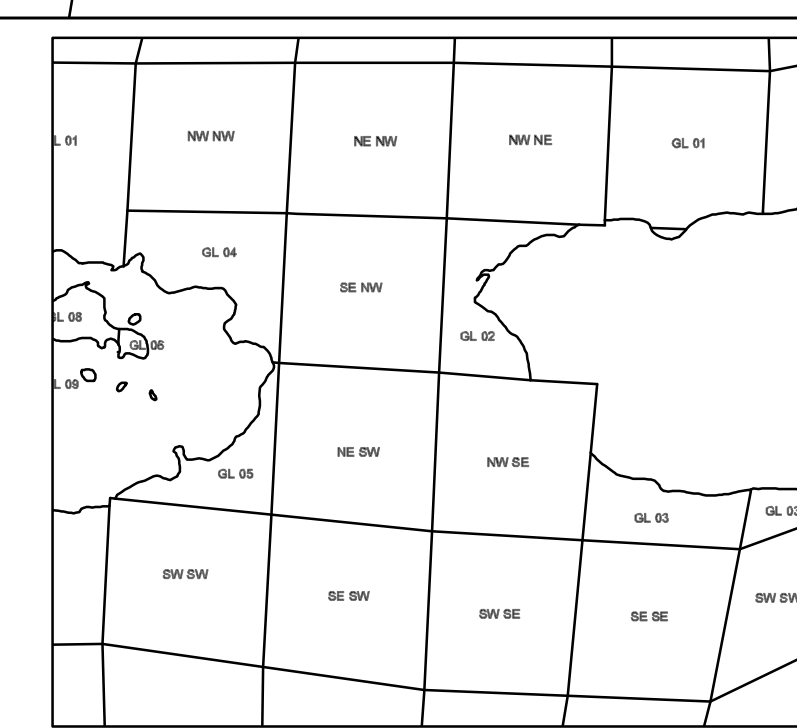 L 01
NW NW
NE NW
NW NE
GL 01
GL 04
SE NW
GL 02
GL 08
GL 06
L 09
GL 05
NE SW
NW SE
GL 03
GL 03
SW SW
SE SW
SW SE
SE SE
SW SW